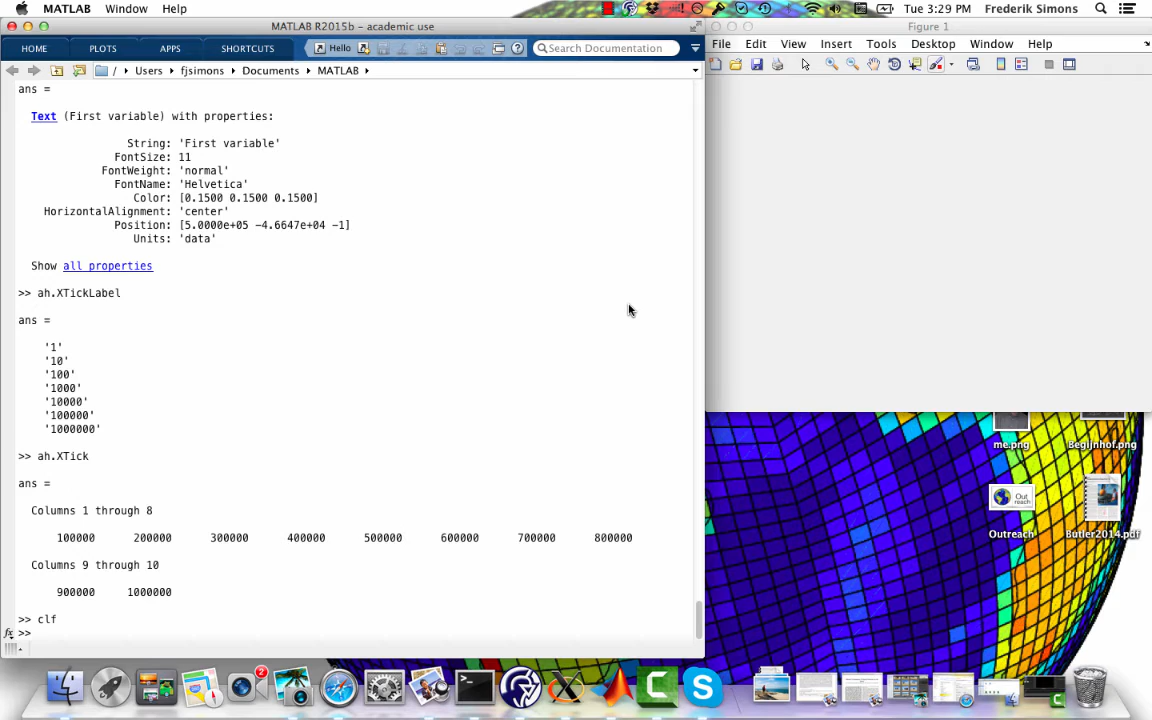 MATLAB Window Help Tue 3:29 PM Frederik Simons
MATLAB R2015b - academic use
HOME PLOTS APPS SHORTCUTS Hello Search Documentation
/ Users fjsimons Documents MATLAB
ans =
Text (First variable) with properties:
String: 'First variable'
FontSize: 11
FontWeight: 'normal'
FontName: 'Helvetica'
Color: [0.1500 0.1500 0.1500]
HorizontalAlignment: 'center'
Position: [5.0000e+05 -4.6647e+04 -1]
Units: 'data'
Show all properties
>> ah.XTickLabel
ans =
'1'
'10'
'100'
'1000'
'10000'
'100000'
'1000000'
>> ah.XTick
ans =
Columns 1 through 8
100000 200000 300000 400000 500000 600000 700000 800000
Columns 9 through 10
900000 1000000
>> clf
fx >>
Figure 1
File Edit View Insert Tools Desktop Window Help
me.png Begijnhof.png
Out
reach
Outreach Butler2014.pdf
2